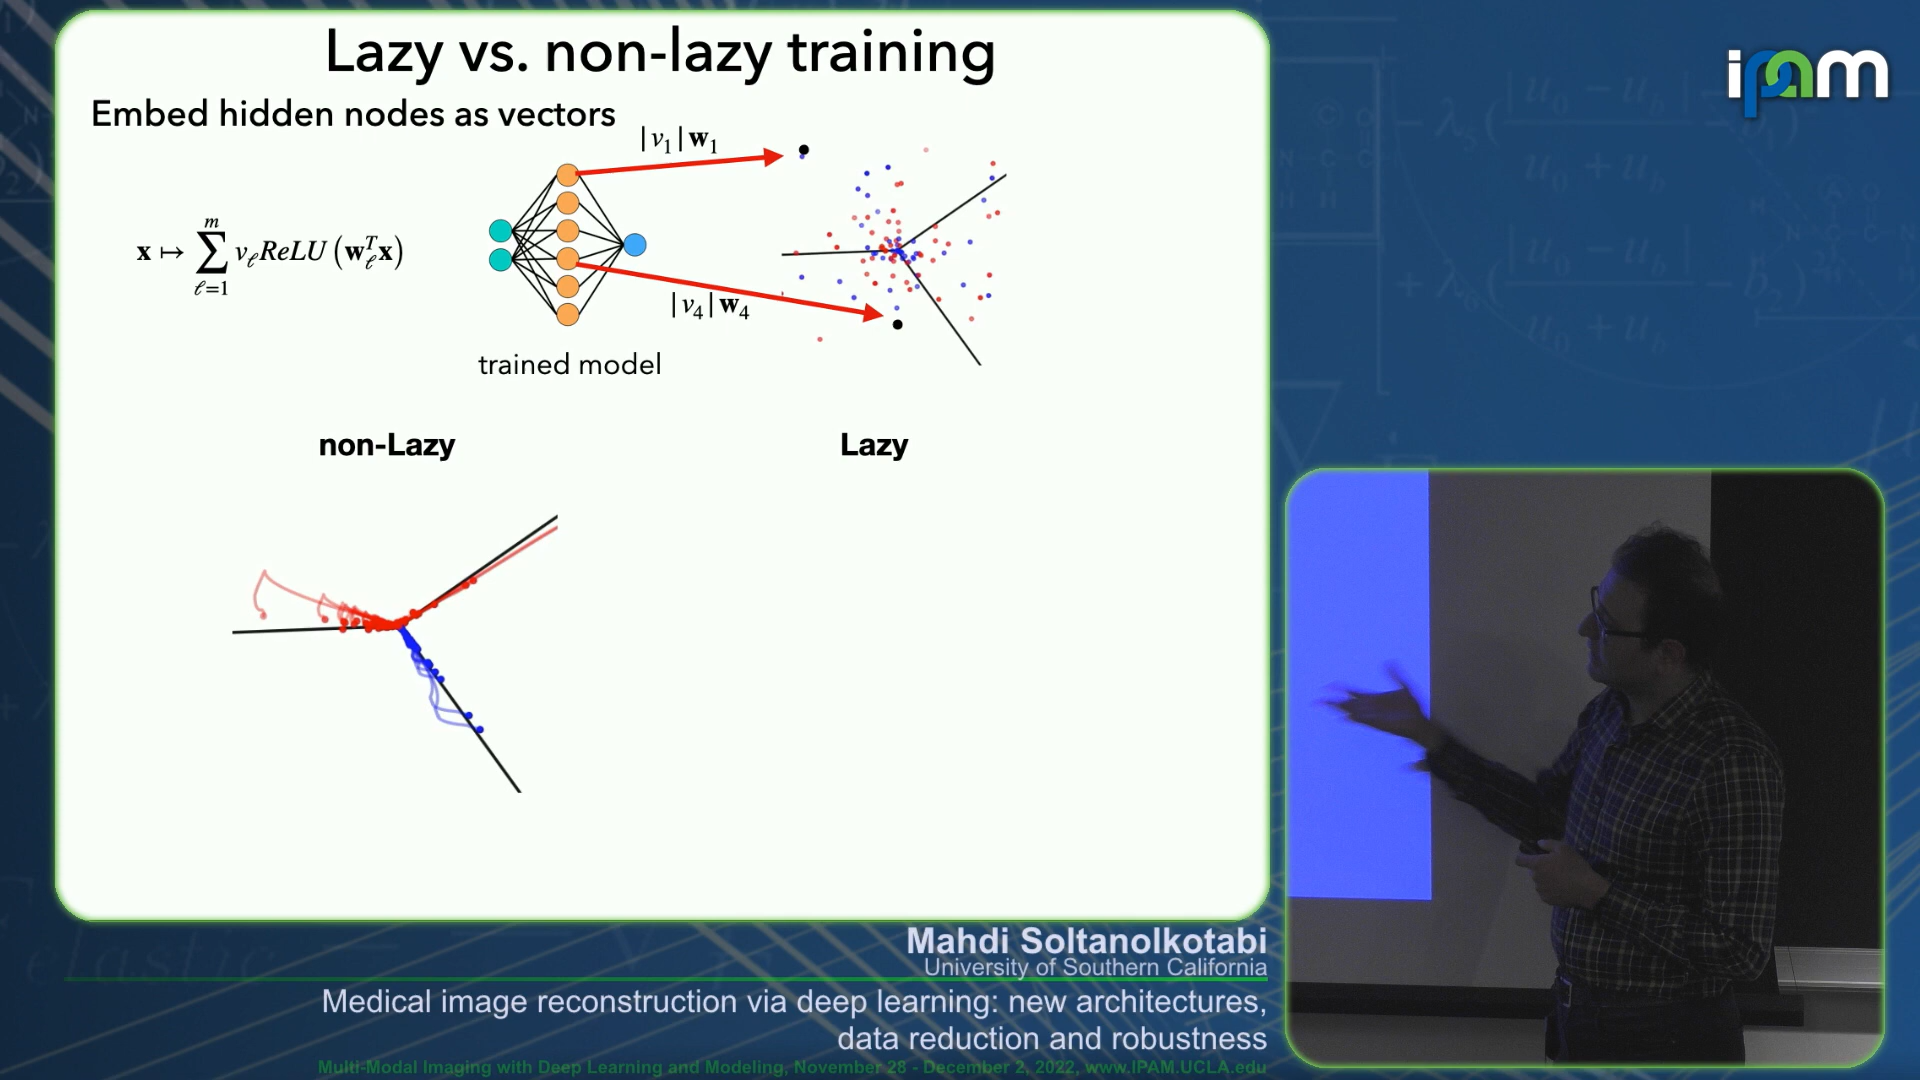 Lazy vs. non-lazy training
Embed hidden nodes as vectors
|v₁|w₁
x ↦ ∑ₗ₌₁ᵐ vₗReLU (wₗᵀx)
|v₄|w₄
trained model
non-Lazy
Lazy
ipam
Mahdi Soltanolkotabi
University of Southern California
Medical image reconstruction via deep learning: new architectures,
data reduction and robustness
Multi-Modal Imaging with Deep Learning and Modeling, November 28 - December 2, 2022, www.IPAM.UCLA.edu
elastic